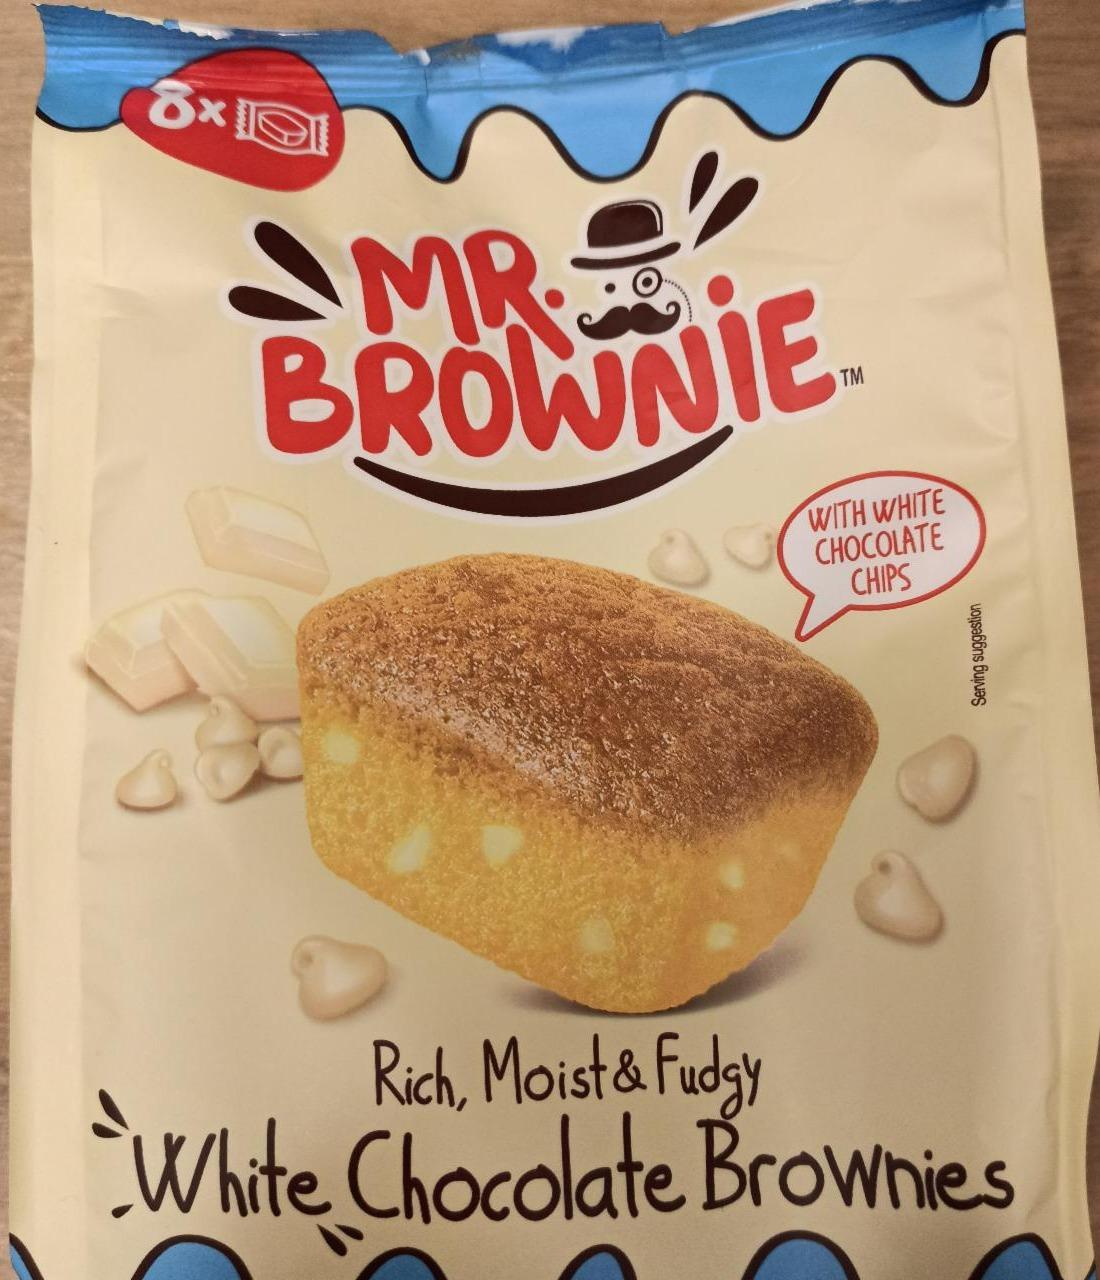 8x
MR.
BROWNiE™
WITH WHITE
CHOCOLATE
CHIPS
Serving suggestion
Rich, Moist & Fudgy
White Chocolate Brownies